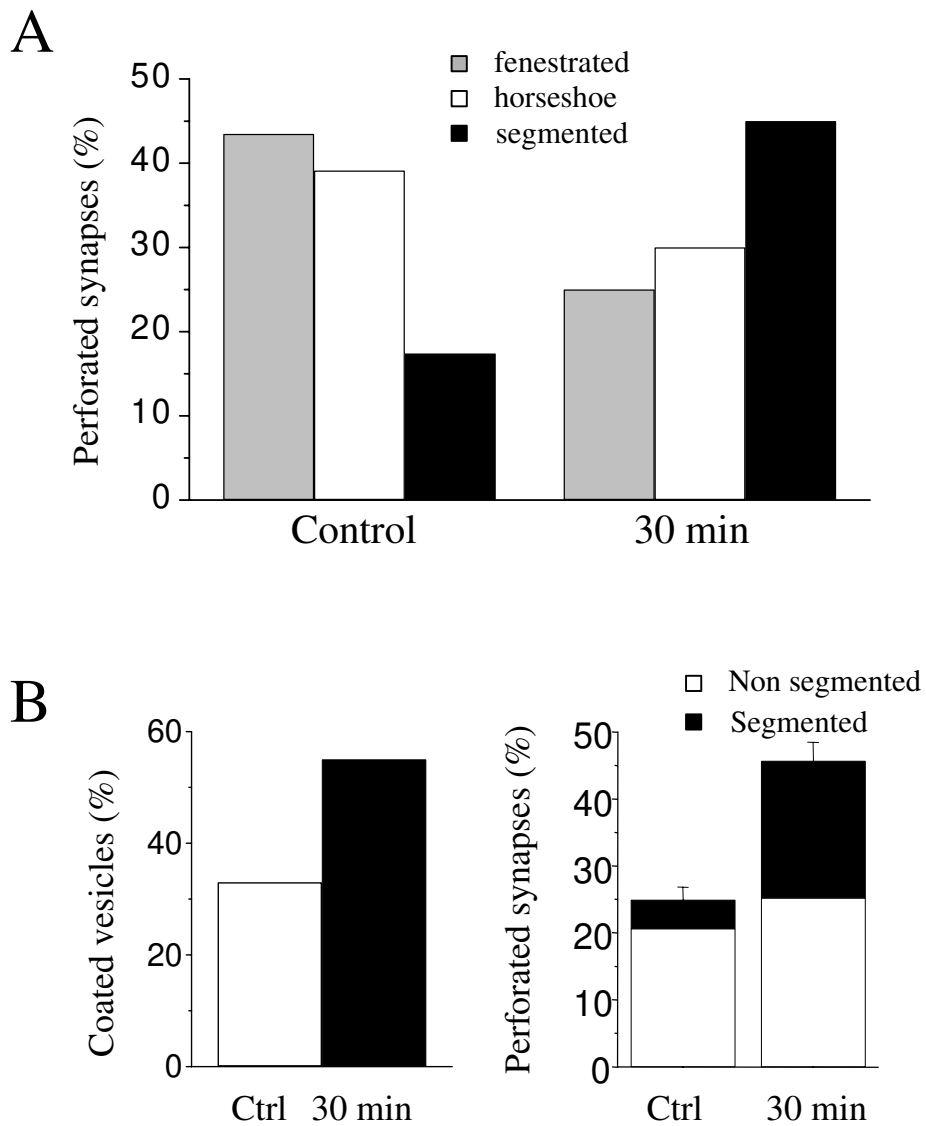 A
fenestrated
horseshoe
segmented
Perforated synapses (%)
50
40
30
20
10
0
Control 30 min
B
Coated vesicles (%)
60
40
20
0
Ctrl 30 min
Non segmented
Segmented
Perforated synapses (%)
50
40
30
20
10
0
Ctrl 30 min